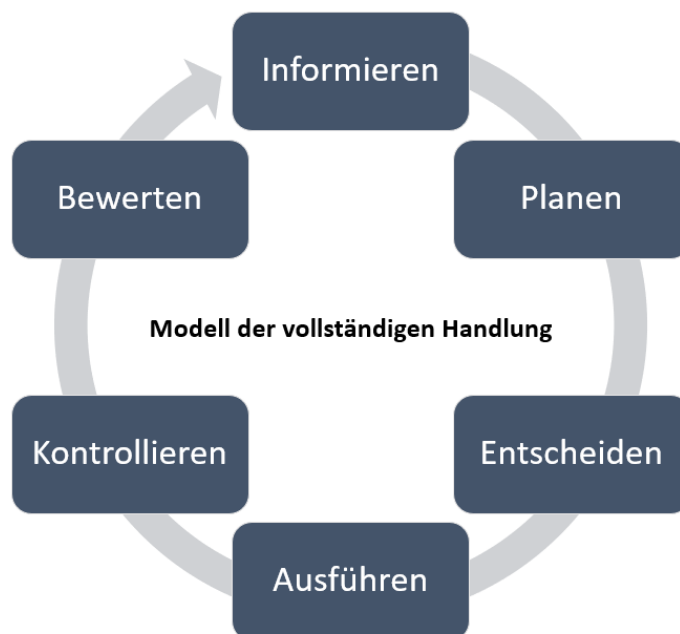 Informieren
Planen
Entscheiden
Ausführen
Kontrollieren
Bewerten
Modell der vollständigen Handlung